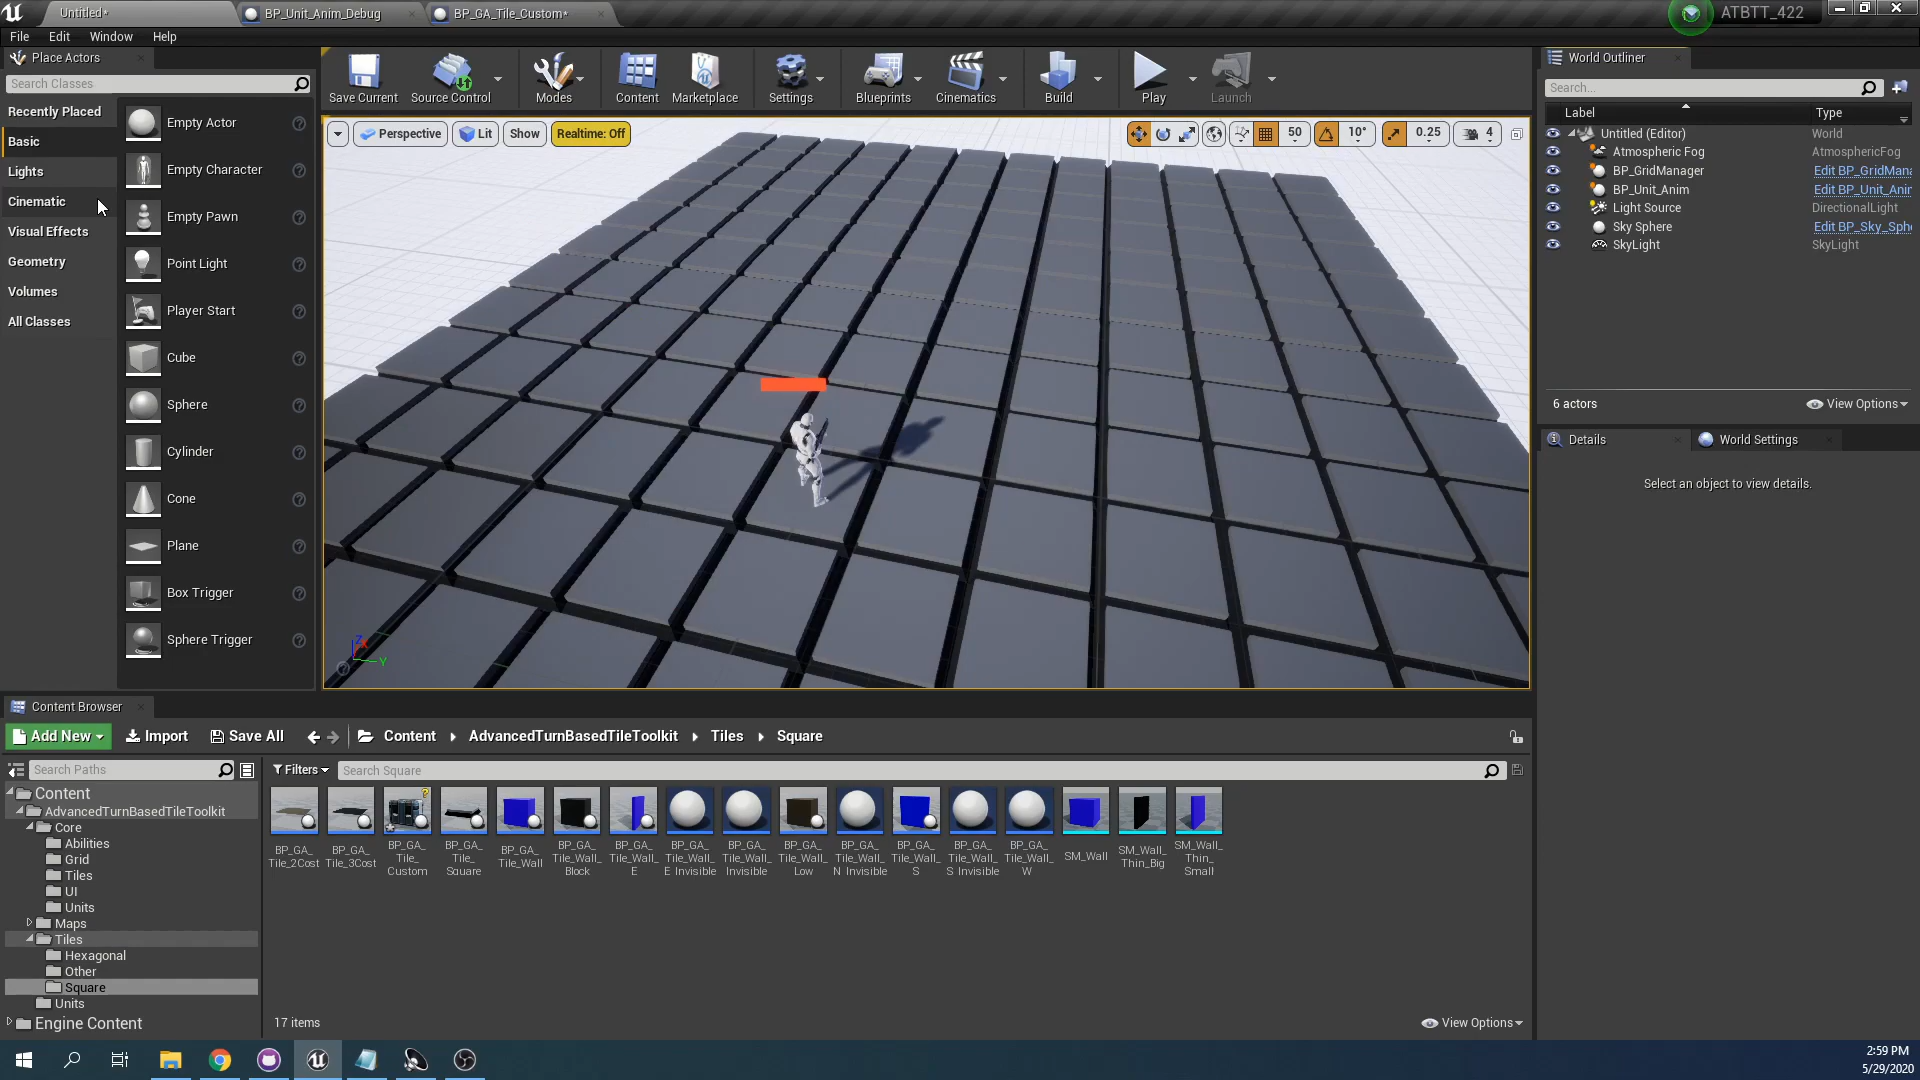 Untitled*
BP_Unit_Anim_Debug
BP_GA_Tile_Custom*
ATBTT_422
File
Edit
Window
Help
Place Actors
Search Classes
Recently Placed
Basic
Lights
Cinematic
Visual Effects
Geometry
Volumes
All Classes
Empty Actor
Empty Character
Empty Pawn
Point Light
Player Start
Cube
Sphere
Cylinder
Cone
Plane
Box Trigger
Sphere Trigger
Save Current
Source Control
Modes
Content
Marketplace
Settings
Blueprints
Cinematics
Build
Play
Launch
Perspective
Lit
Show
Realtime: Off
50
10°
0.25
4
Z
X
Y
World Outliner
Search...
Label
Type
Untitled (Editor)
World
Atmospheric Fog
AtmosphericFog
BP_GridManager
Edit BP_GridMana
BP_Unit_Anim
Edit BP_Unit_Anir
Light Source
DirectionalLight
Sky Sphere
Edit BP_Sky_Sph
SkyLight
SkyLight
6 actors
View Options
Details
World Settings
Select an object to view details.
Content Browser
Add New
Import
Save All
Content
AdvancedTurnBasedTileToolkit
Tiles
Square
Search Paths
Filters
Search Square
Content
AdvancedTurnBasedTileToolkit
Core
Abilities
Grid
Tiles
UI
Units
Maps
Tiles
Hexagonal
Other
Square
Units
Engine Content
BP_GA_
Tile_2Cost
BP_GA_
Tile_3Cost
BP_GA_
Tile_
Custom
BP_GA_
Tile_
Square
BP_GA_
Tile_Wall
BP_GA_
Tile_Wall_
Block
BP_GA_
Tile_Wall_
E
BP_GA_
Tile_Wall_
E_Invisible
BP_GA_
Tile_Wall_
Invisible
BP_GA_
Tile_Wall_
Low
BP_GA_
Tile_Wall_
N_Invisible
BP_GA_
Tile_Wall_
S
BP_GA_
Tile_Wall_
S_Invisible
BP_GA_
Tile_Wall_
W
SM_Wall
SM_Wall_
Thin_Big
SM_Wall_
Thin_
Small
17 items
View Options
2:59 PM
5/29/2020